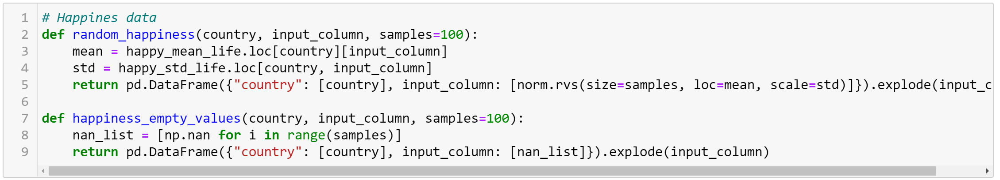 1 # Happines data
2 def random_happiness(country, input_column, samples=100):
3     mean = happy_mean_life.loc[country][input_column]
4     std = happy_std_life.loc[country, input_column]
5     return pd.DataFrame({"country": [country], input_column: [norm.rvs(size=samples, loc=mean, scale=std)]}).explode(input_c
6
7 def happiness_empty_values(country, input_column, samples=100):
8     nan_list = [np.nan for i in range(samples)]
9     return pd.DataFrame({"country": [country], input_column: [nan_list]}).explode(input_column)